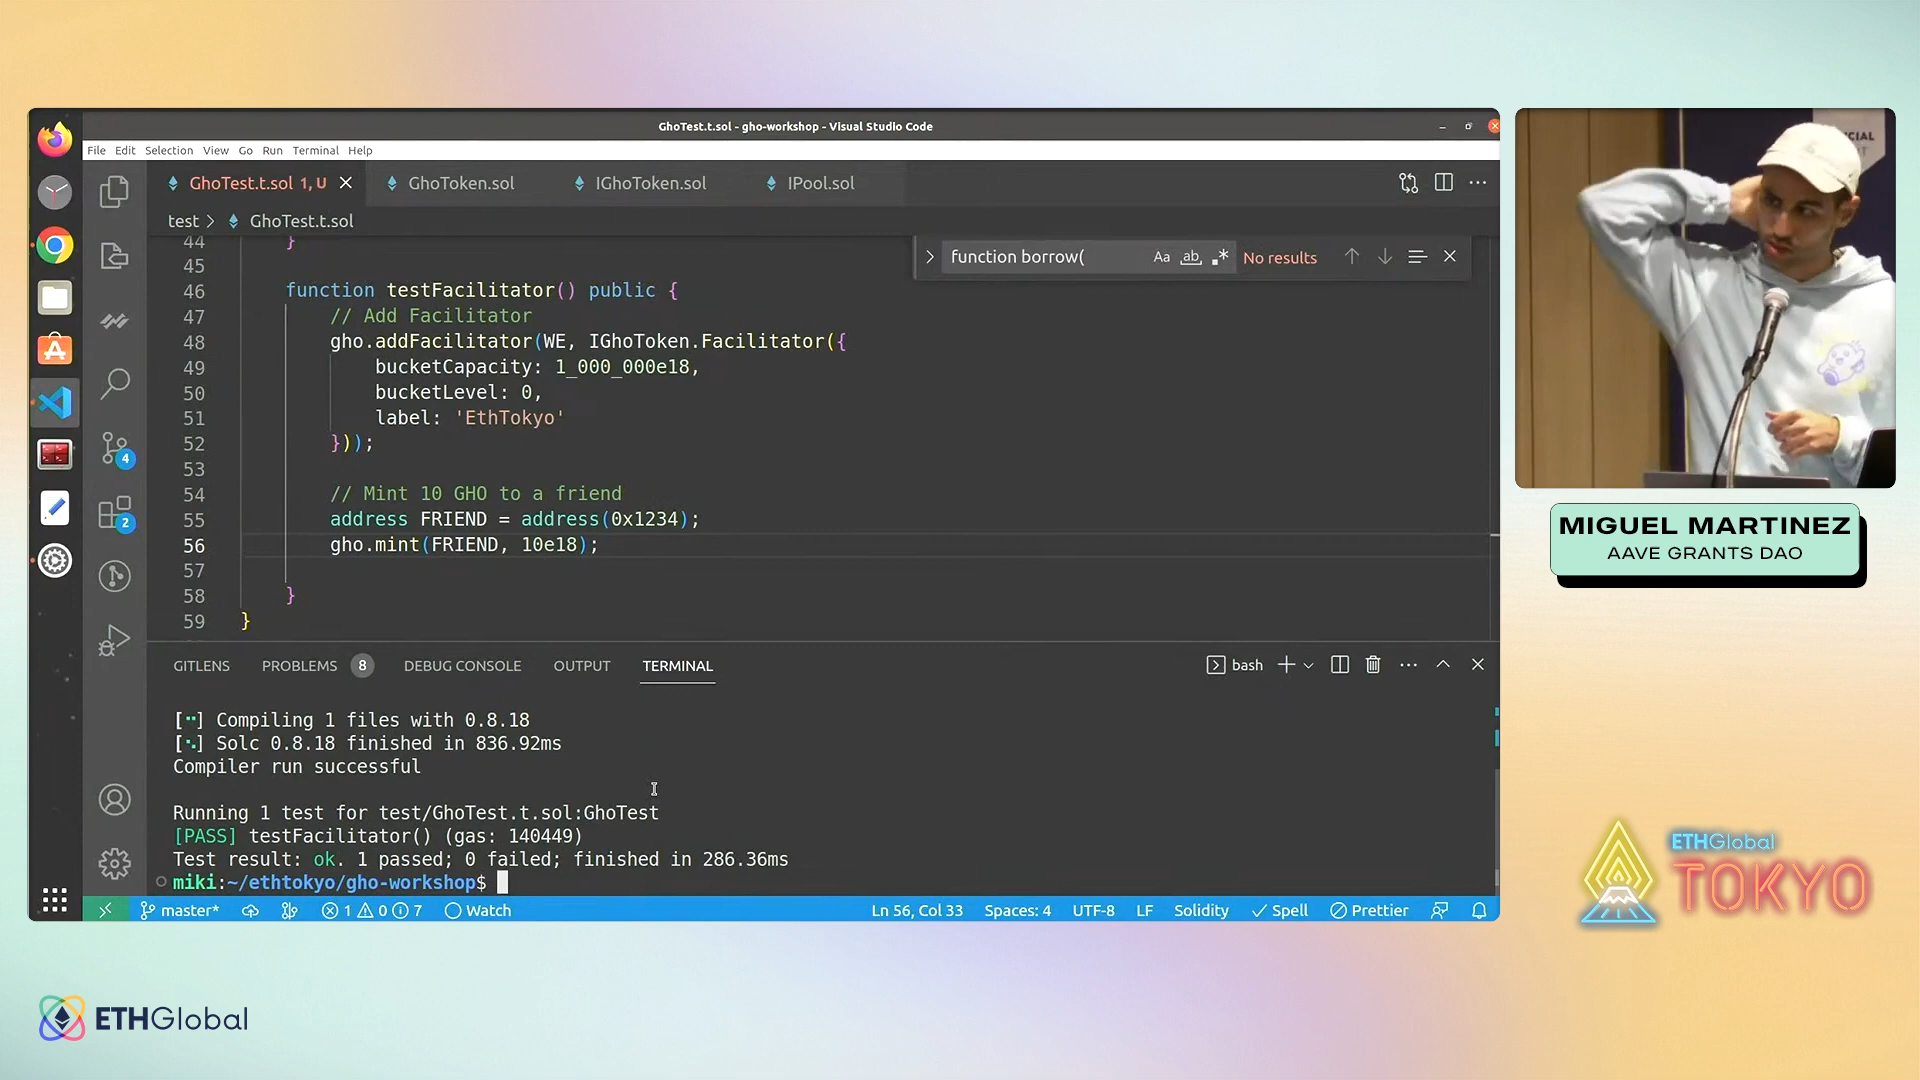 GhoTest.t.sol - gho-workshop - Visual Studio Code
File Edit Selection View Go Run Terminal Help
GhoTest.t.sol 1, U
GhoToken.sol
IGhoToken.sol
IPool.sol
test > GhoTest.t.sol
function borrow(
Aa ab No results
44 }
45
46 function testFacilitator() public {
47 // Add Facilitator
48 gho.addFacilitator(WE, IGhoToken.Facilitator({
49 bucketCapacity: 1_000_000e18,
50 bucketLevel: 0,
51 label: 'EthTokyo'
52 }));
53
54 // Mint 10 GHO to a friend
55 address FRIEND = address(0x1234);
56 gho.mint(FRIEND, 10e18);
57
58 }
59 }
4
2
GITLENS PROBLEMS 8 DEBUG CONSOLE OUTPUT TERMINAL
bash
[⠒] Compiling 1 files with 0.8.18
[⠢] Solc 0.8.18 finished in 836.92ms
Compiler run successful
Running 1 test for test/GhoTest.t.sol:GhoTest
[PASS] testFacilitator() (gas: 140449)
Test result: ok. 1 passed; 0 failed; finished in 286.36ms
miki:~/ethtokyo/gho-workshop$
master* 1 0 7 Watch
Ln 56, Col 33 Spaces: 4 UTF-8 LF Solidity Spell Prettier
MIGUEL MARTINEZ
AAVE GRANTS DAO
ETHGlobal
TOKYO
ETHGlobal